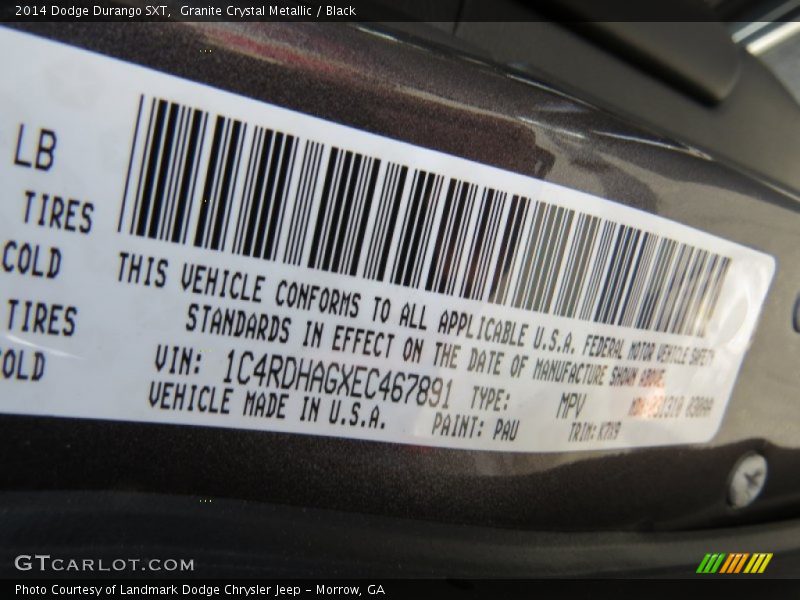 2014 Dodge Durango SXT,  Granite Crystal Metallic / Black
LB
TIRES
COLD
TIRES
COLD
THIS VEHICLE CONFORMS TO ALL APPLICABLE U.S.A. FEDERAL MOTOR VEHICLE SAFETY
STANDARDS IN EFFECT ON THE DATE OF MANUFACTURE SHOWN ABOVE.
VIN: 1C4RDHAGXEC467891 TYPE: MPV
VEHICLE MADE IN U.S.A. PAINT: PAU TRIM:
GTCARLOT.COM
Photo Courtesy of Landmark Dodge Chrysler Jeep - Morrow, GA